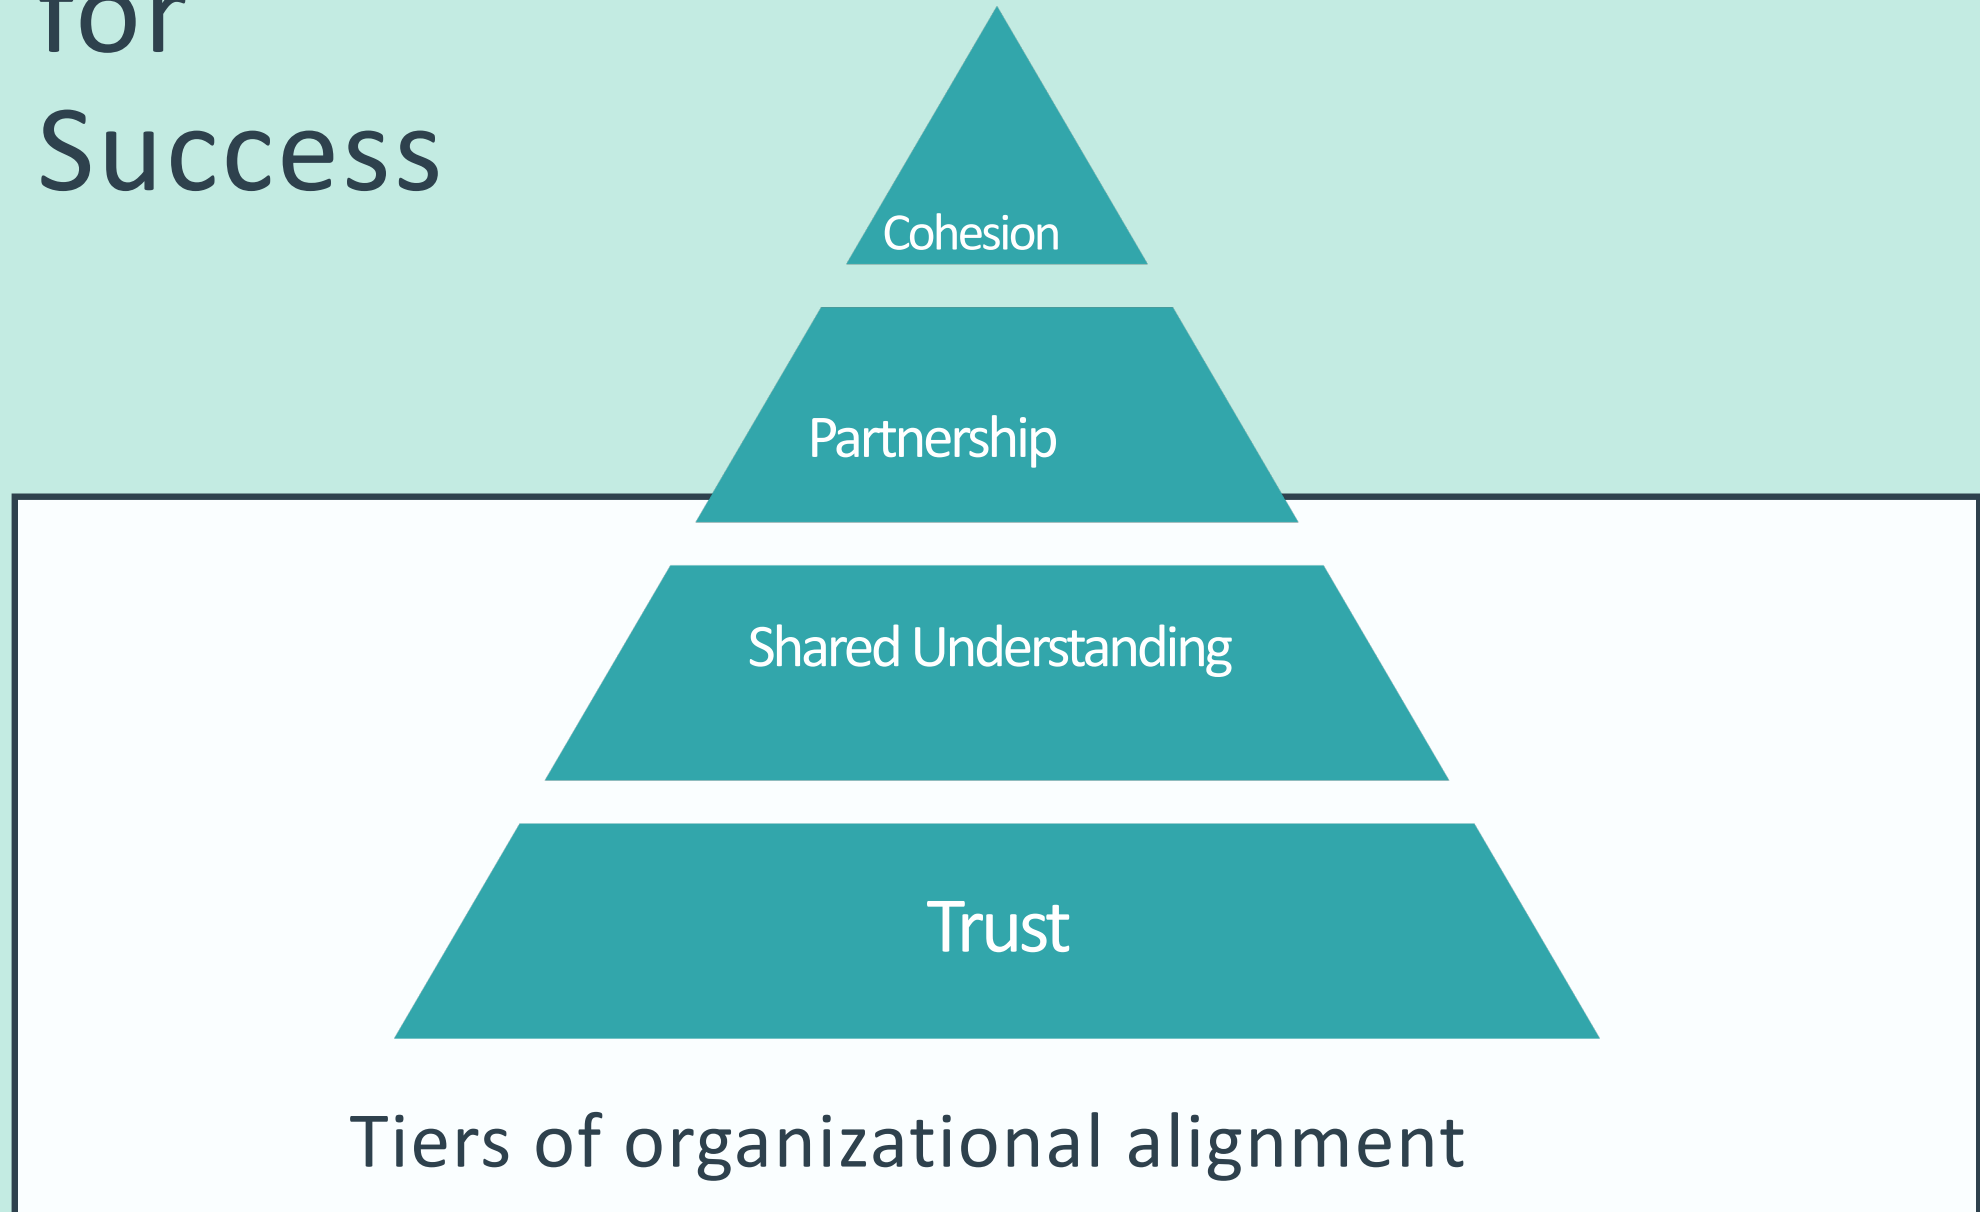 for
Success
Cohesion
Partnership
Shared Understanding
Trust
Tiers of organizational alignment